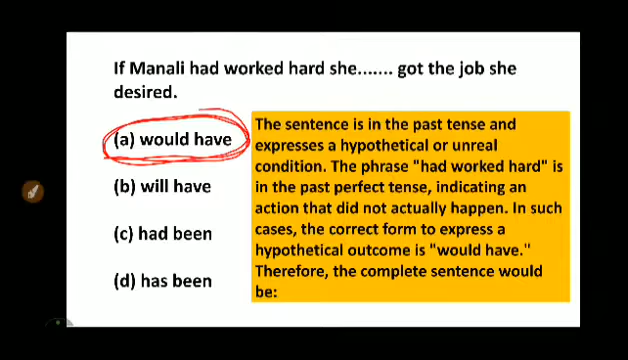 If Manali had worked hard she....... got the job she
desired.
(a) would have
(b) will have
(c) had been
(d) has been
The sentence is in the past tense and
expresses a hypothetical or unreal
condition. The phrase "had worked hard" is
in the past perfect tense, indicating an
action that did not actually happen. In such
cases, the correct form to express a
hypothetical outcome is "would have."
Therefore, the complete sentence would
be: